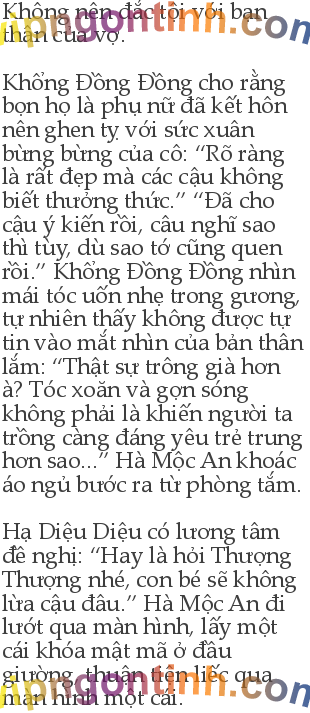 Không nên đắc tội với bạn
thân của vợ.
Khổng Đồng Đồng cho rằng
bọn họ là phụ nữ đã kết hôn
nên ghen tỵ với sức xuân
bừng bừng của cô: “Rõ ràng
là rất đẹp mà các cậu không
biết thưởng thức.” “Đã cho
cậu ý kiến rồi, câu nghĩ sao
thì tùy, dù sao tớ cũng quen
rồi.” Khổng Đồng Đồng nhìn
mái tóc uốn nhẹ trong gương,
tự nhiên thấy không được tự
tin vào mắt nhìn của bản thân
lắm: “Thật sự trông già hơn
à? Tóc xoăn và gợn sóng
không phải là khiến người ta
trồng càng đáng yêu trẻ trung
hơn sao...” Hà Mộc An khoác
áo ngủ bước ra từ phòng tắm.
Hạ Diệu Diệu có lương tâm
đề nghị: “Hay là hỏi Thượng
Thượng nhé, con bé sẽ không
lừa cậu đâu.” Hà Mộc An đi
lướt qua màn hình, lấy một
cái khóa mật mã ở đầu
giường, thuận tiện liếc qua
màn hình một cái.
Apngontinh.com
Apngontinh.com